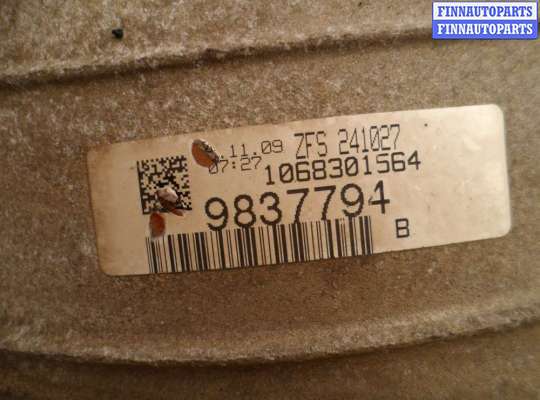 FINNAUTOPARTS
FINNAUTOPARTS
.11.09 ZFS 241027
07:27 1068301564
9837794
B